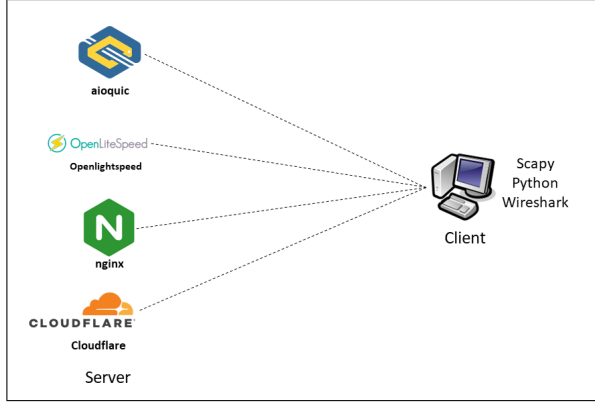 aioquic
OpenLiteSpeed
Openlightspeed
N
nginx
CLOUDFLARE
Cloudflare
Server
Scapy
Python
Wireshark
Client